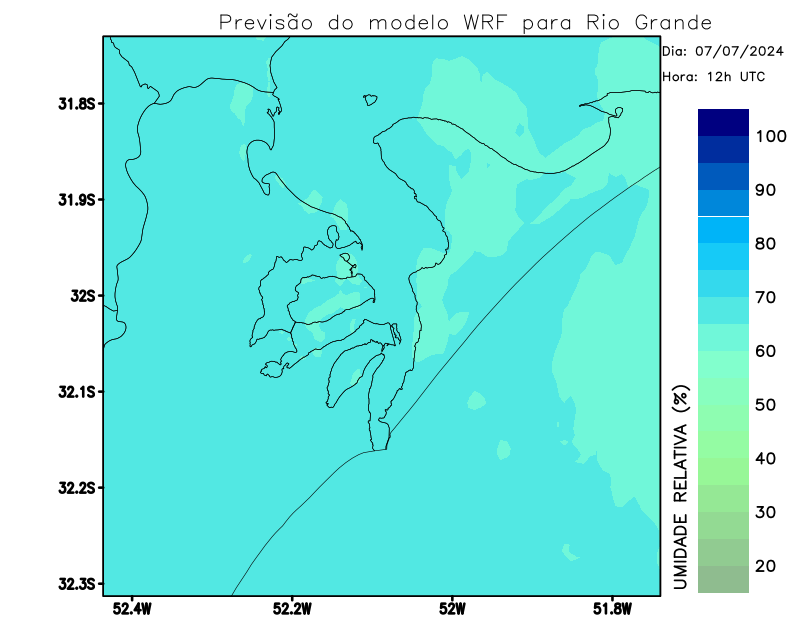 Previsão do modelo WRF para Rio Grande
Dia: 07/07/2024
Hora: 12h UTC
31.8S
31.9S
32S
32.1S
32.2S
32.3S
52.4W
52.2W
52W
51.8W
100
90
80
70
60
50
40
30
20
UMIDADE RELATIVA (%)